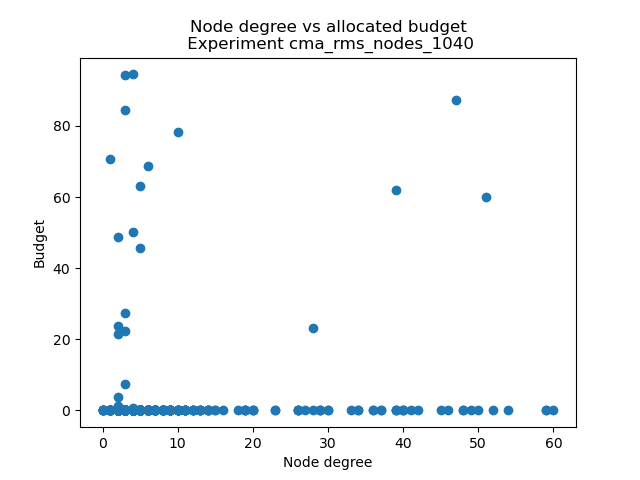 Node degree vs allocated budget
Experiment cma_rms_nodes_1040
Budget
80
60
40
20
0
0 10 20 30 40 50 60
Node degree